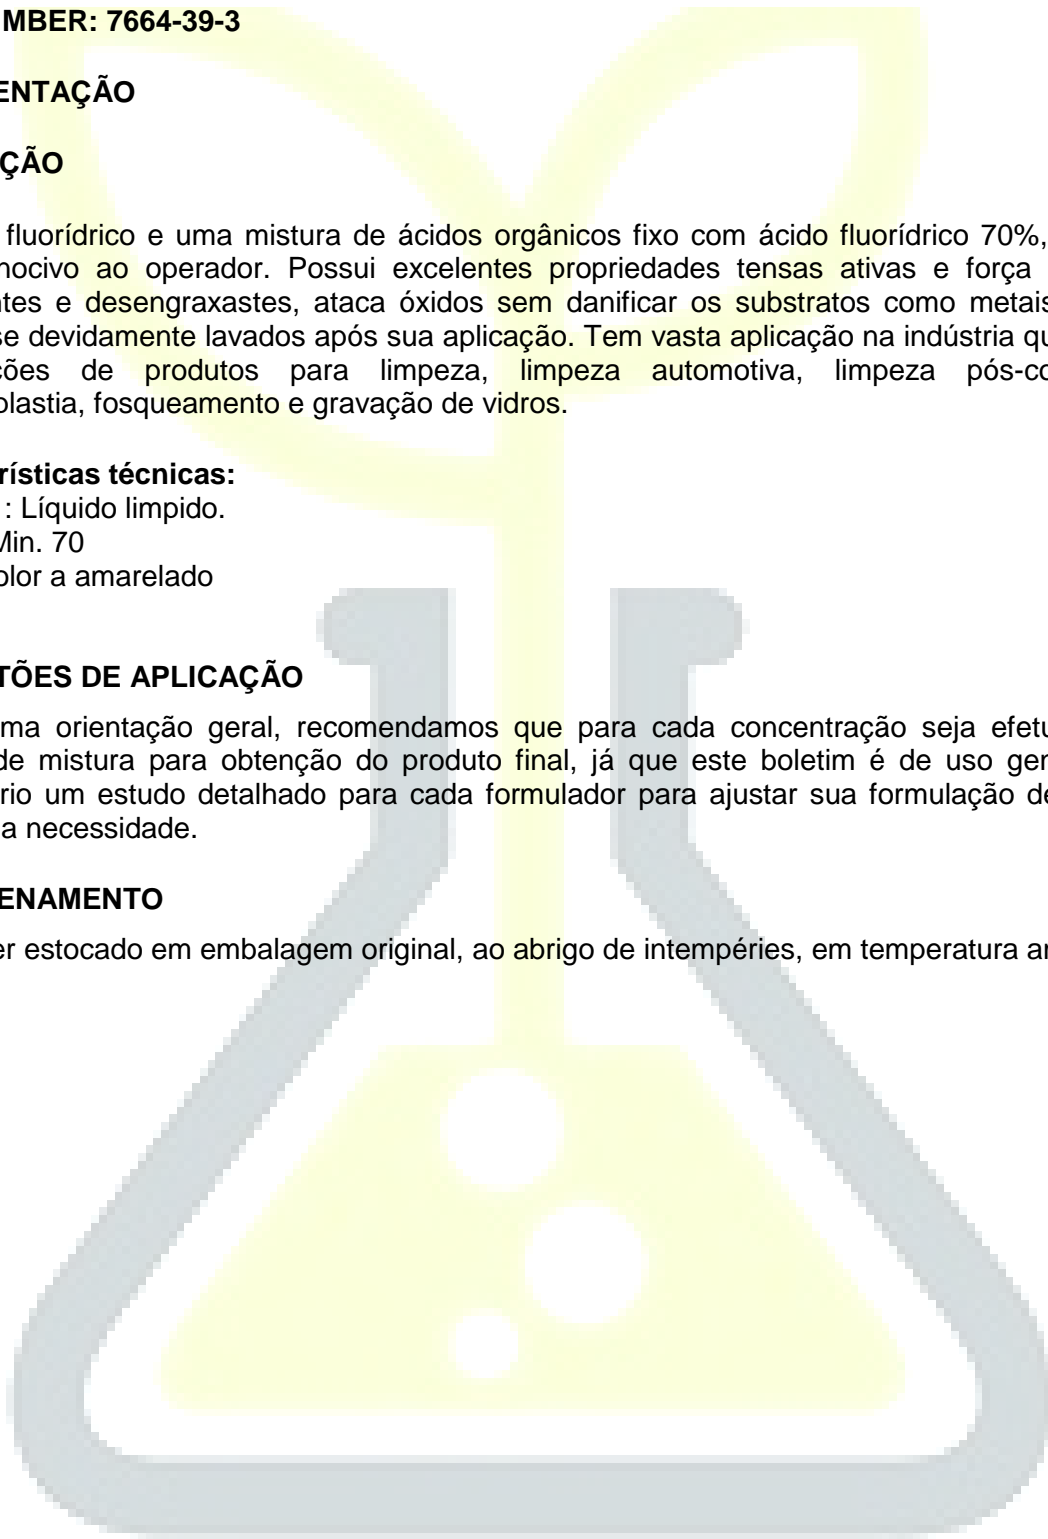 MBER: 7664-39-3
ENTAÇÃO
ÇÃO
fluorídrico e uma mistura de ácidos orgânicos fixo com ácido fluorídrico 70%,
nocivo ao operador. Possui excelentes propriedades tensas ativas e força
ntes e desengraxastes, ataca óxidos sem danificar os substratos como metais
se devidamente lavados após sua aplicação. Tem vasta aplicação na indústria qu
ções de produtos para limpeza, limpeza automotiva, limpeza pós-co
olastia, fosqueamento e gravação de vidros.
rísticas técnicas:
: Líquido limpido.
Min. 70
olor a amarelado
TÕES DE APLICAÇÃO
ma orientação geral, recomendamos que para cada concentração seja efetu
de mistura para obtenção do produto final, já que este boletim é de uso ger
rio um estudo detalhado para cada formulador para ajustar sua formulação de
a necessidade.
ENAMENTO
er estocado em embalagem original, ao abrigo de intempéries, em temperatura a